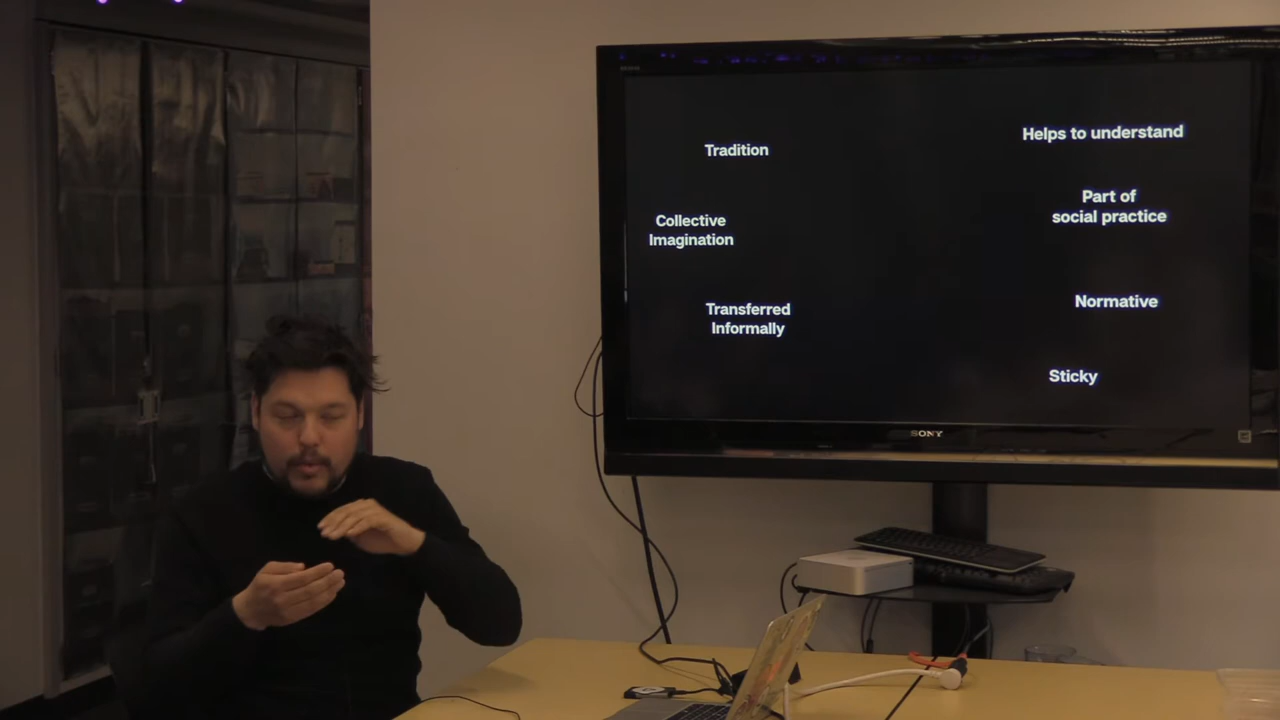 Tradition
Helps to understand
Collective
Imagination
Part of
social practice
Transferred
Informally
Normative
Sticky
SONY